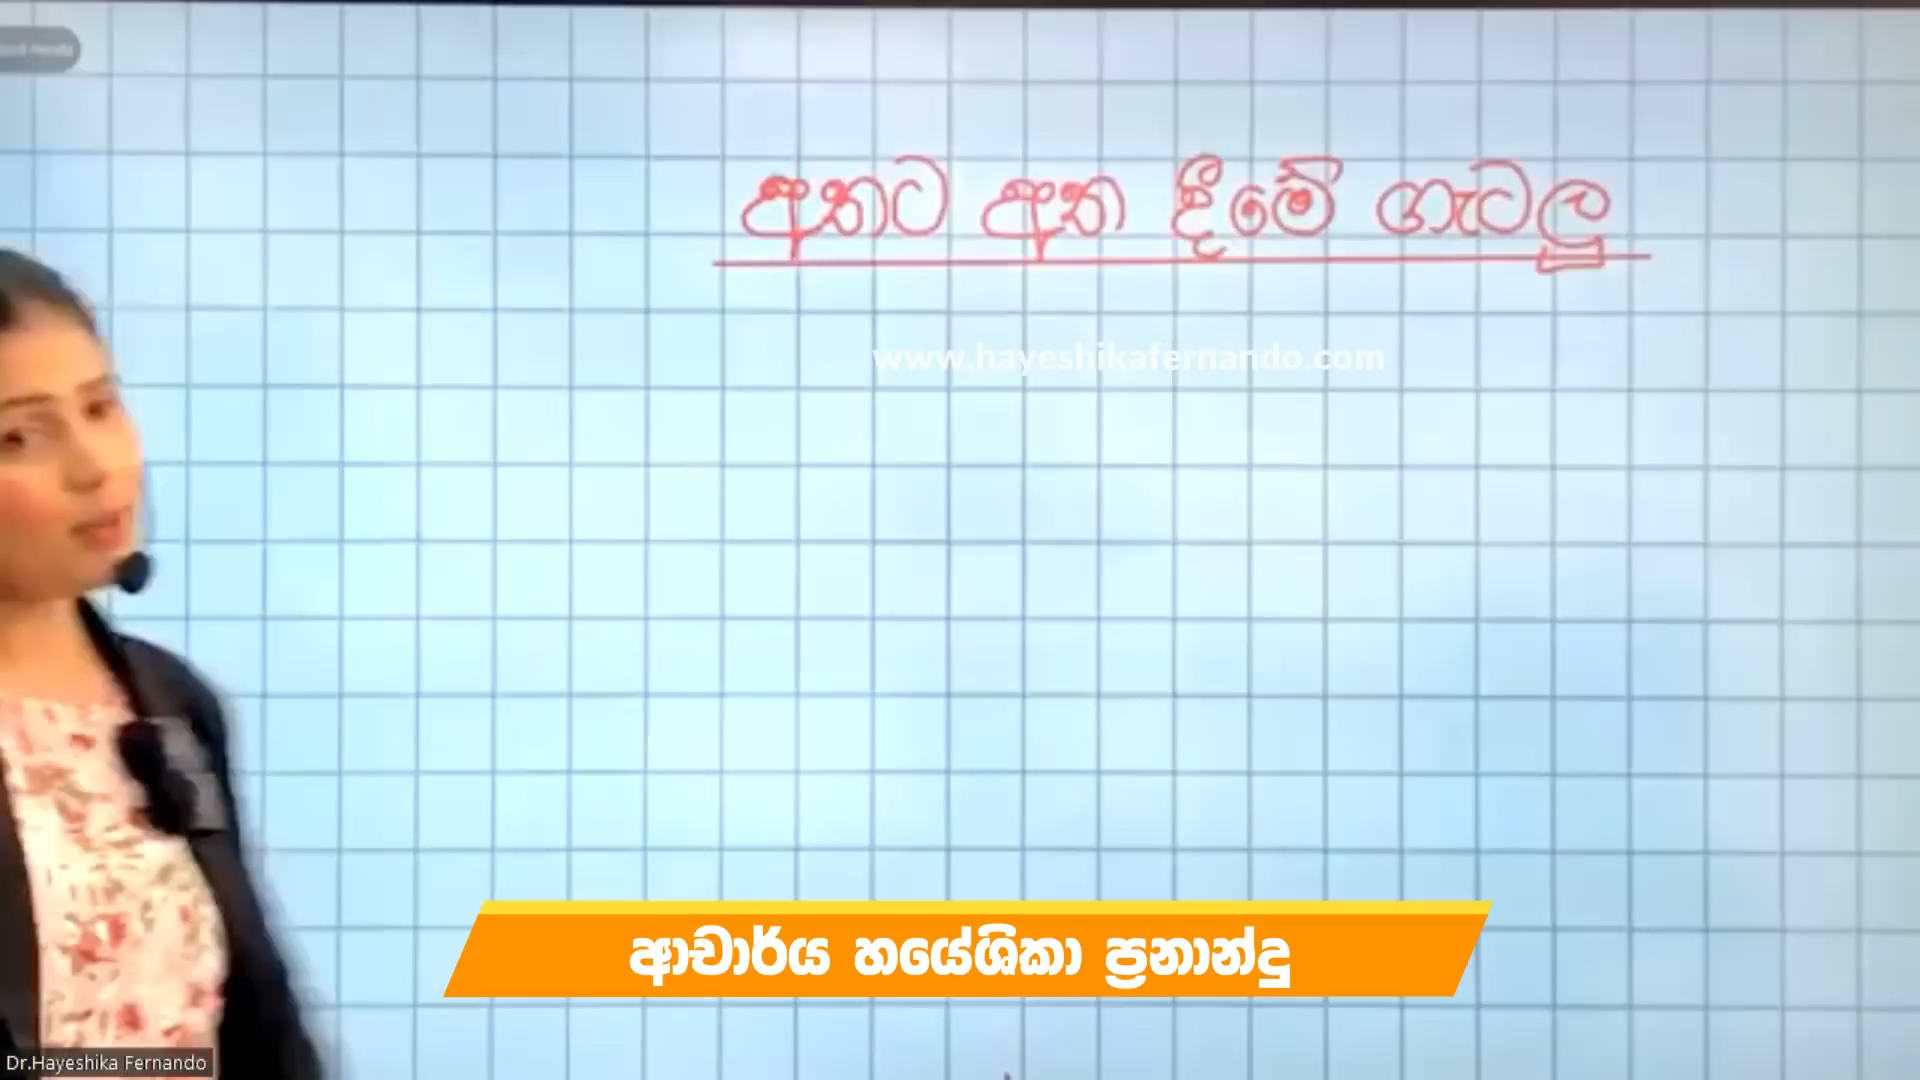 අතට අත දීමේ ගැටලු
www.hayeshikafernando.com
ආචාර්ය හයේශිකා ප්‍රනාන්දු
Dr.Hayeshika Fernando